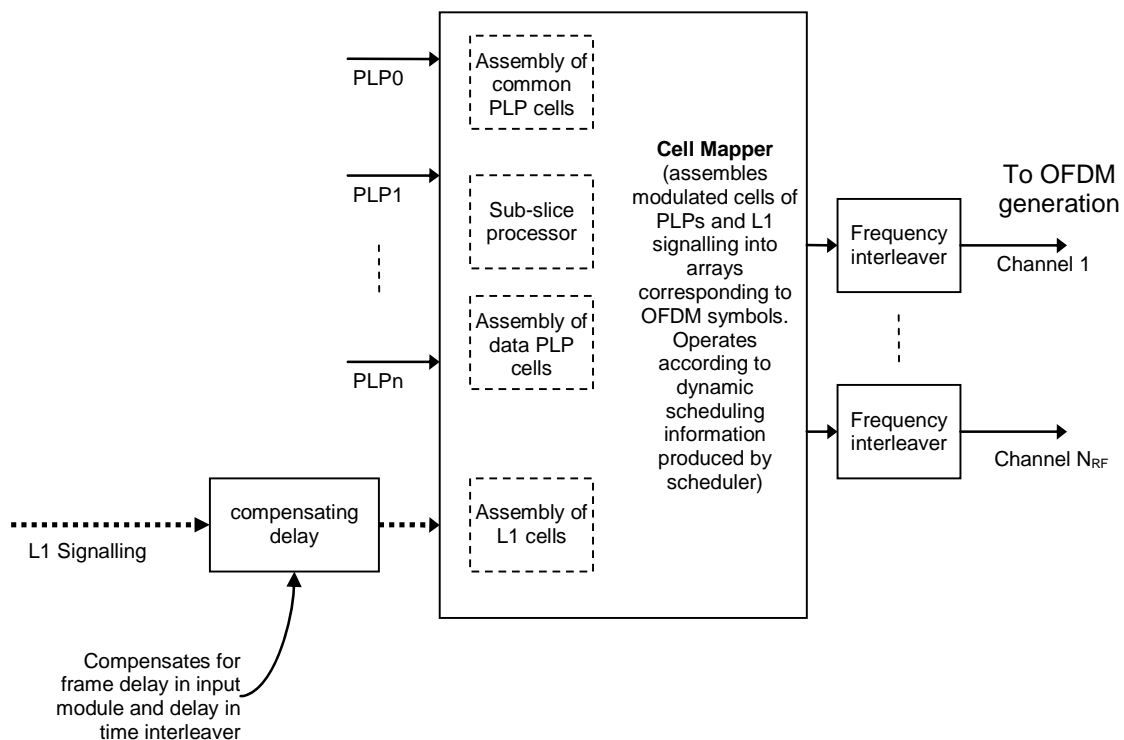 PLP0
PLP1
PLPn
L1 Signalling
compensating
delay
Compensates for
frame delay in input
module and delay in
time interleaver
Assembly of
common
PLP cells
Sub-slice
processor
Assembly of
data PLP
cells
Assembly of
L1 cells
Cell Mapper
(assembles
modulated cells of
PLPs and L1
signalling into
arrays
corresponding to
OFDM symbols.
Operates
according to
dynamic
scheduling
information
produced by
scheduler)
Frequency
interleaver
Frequency
interleaver
To OFDM
generation
Channel 1
Channel NRF